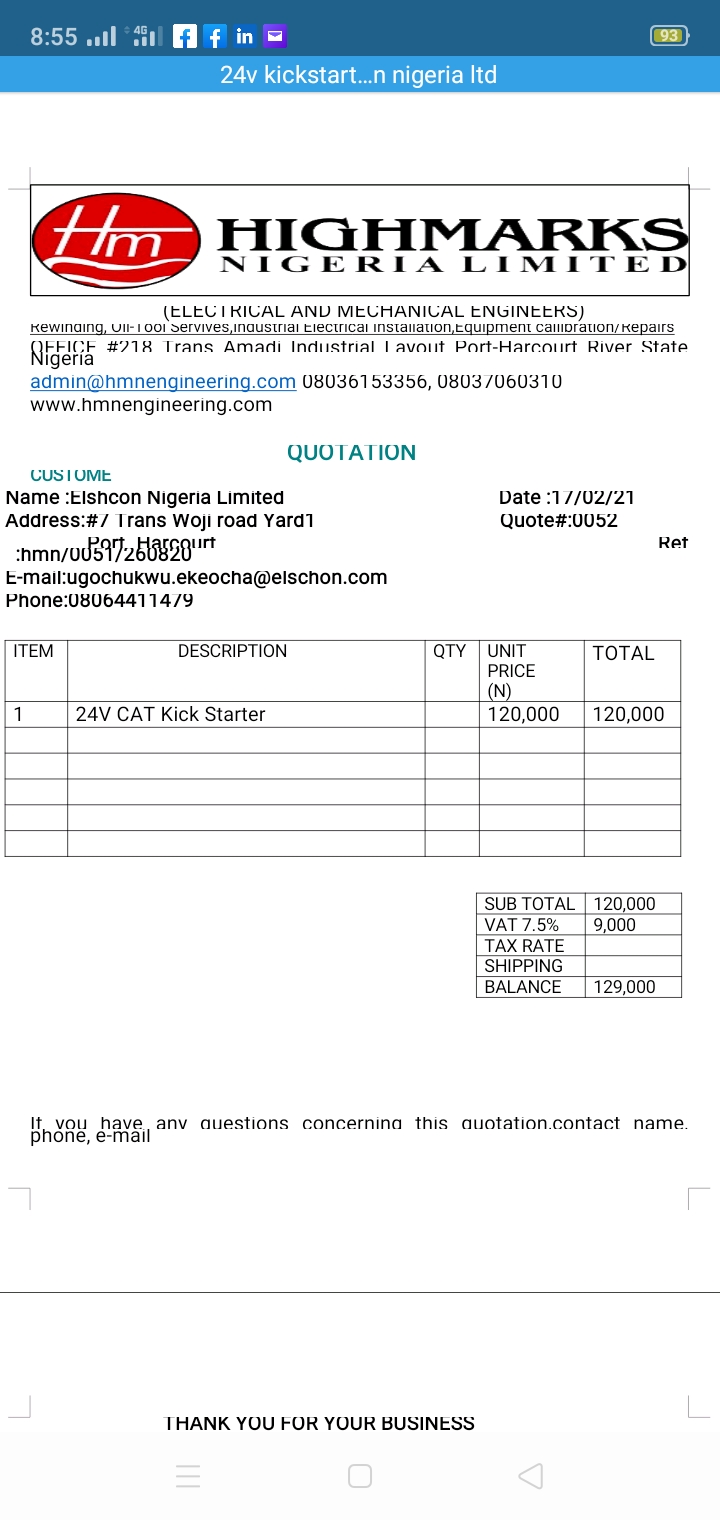 8:55 4G 93
24v kickstart...n nigeria ltd
Hm HIGHMARKS
NIGERIA LIMITED
(ELECTRICAL AND MECHANICAL ENGINEERS)
Rewinding, Oil-Tool Servives,Industrial Electrical Installation,Equipment callibration/Repairs
OFFICE #218 Trans Amadi Industrial Layout Port-Harcourt River State
Nigeria
admin@hmnengineering.com 08036153356, 08037060310
www.hmnengineering.com
QUOTATION
CUSTOME
Name :Elshcon Nigeria Limited Date :17/02/21
Address:#7 Trans Woji road Yard1 Quote#:0052
Port Harcourt Ref
:hmn/0051/260820
E-mail:ugochukwu.ekeocha@elschon.com
Phone:08064411479
ITEM DESCRIPTION QTY UNIT PRICE (N) TOTAL
1 24V CAT Kick Starter 120,000 120,000
SUB TOTAL 120,000
VAT 7.5% 9,000
TAX RATE
SHIPPING
BALANCE 129,000
If you have any questions concerning this quotation,contact name,
phone, e-mail
THANK YOU FOR YOUR BUSINESS